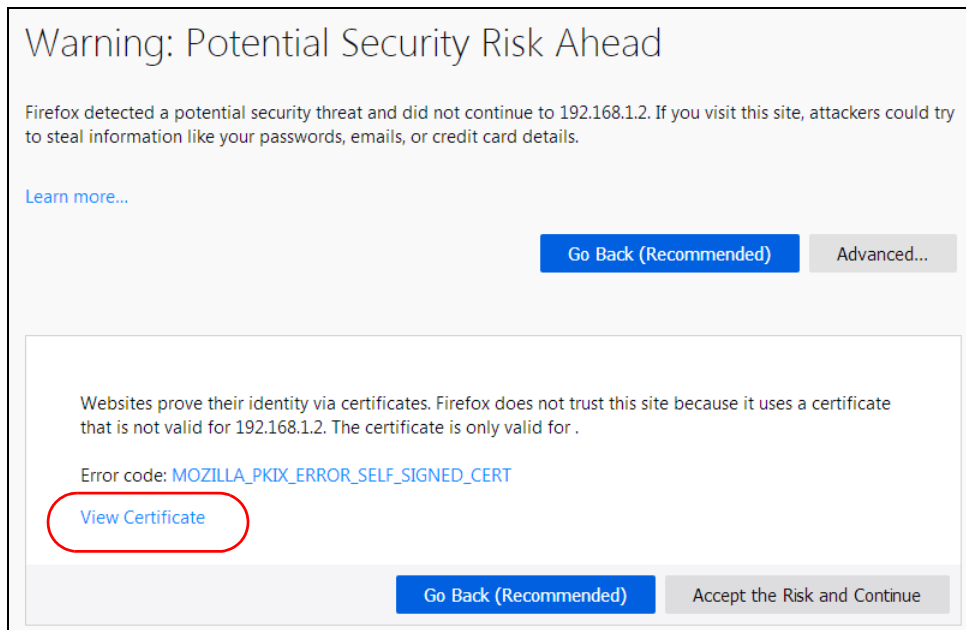 Warning: Potential Security Risk Ahead
Firefox detected a potential security threat and did not continue to 192.168.1.2. If you visit this site, attackers could try
to steal information like your passwords, emails, or credit card details.
Learn more...
Go Back (Recommended) Advanced...
Websites prove their identity via certificates. Firefox does not trust this site because it uses a certificate
that is not valid for 192.168.1.2. The certificate is only valid for .
Error code: MOZILLA_PKIX_ERROR_SELF_SIGNED_CERT
View Certificate
Go Back (Recommended) Accept the Risk and Continue